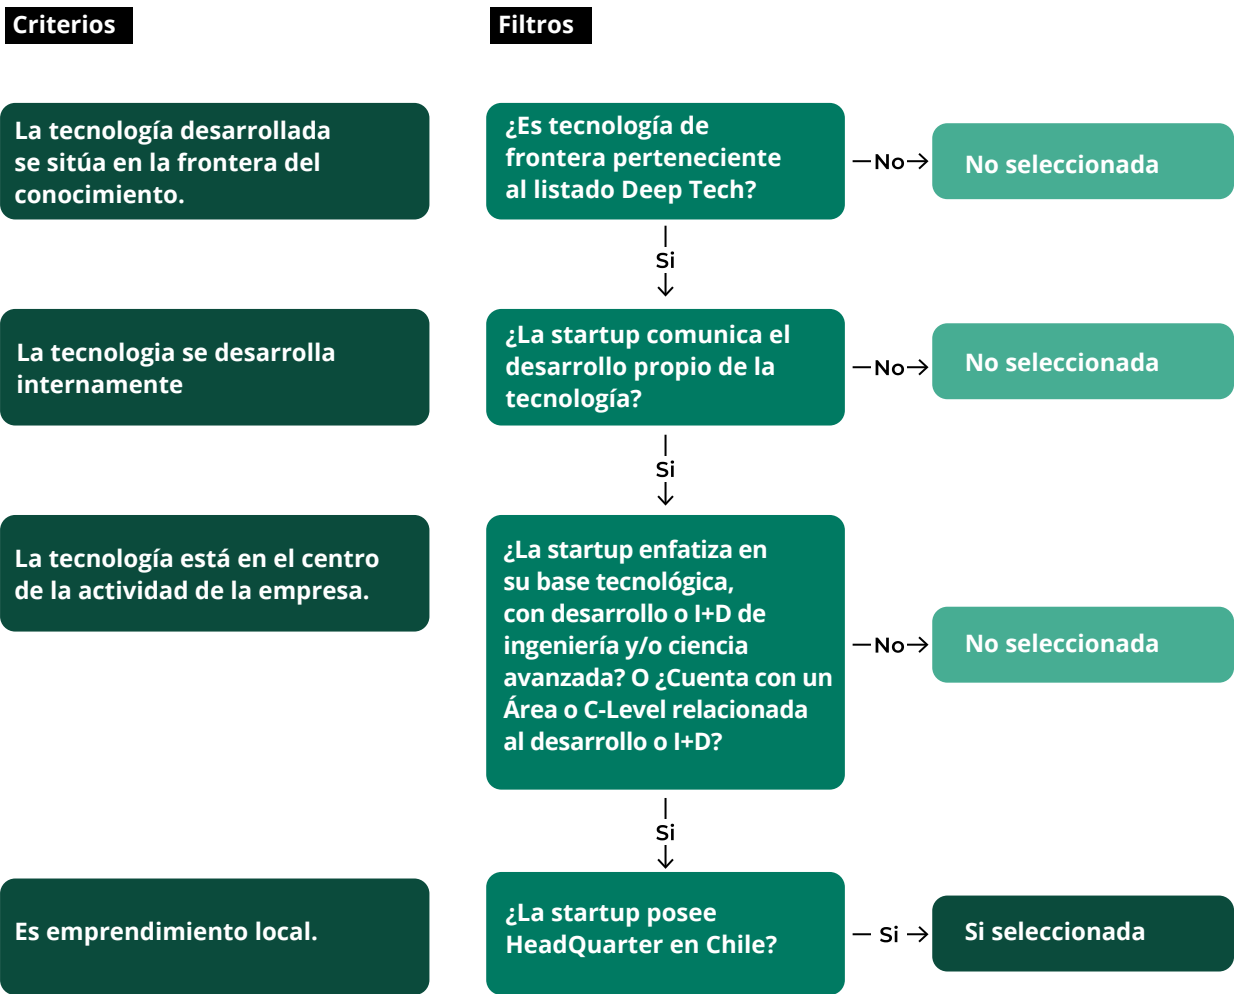 Criterios
Filtros
La tecnología desarrollada
se sitúa en la frontera del
conocimiento.
¿Es tecnología de
frontera perteneciente
al listado Deep Tech?
No
No seleccionada
Si
La tecnologia se desarrolla
internamente
¿La startup comunica el
desarrollo propio de la
tecnología?
No
No seleccionada
Si
La tecnología está en el centro
de la actividad de la empresa.
¿La startup enfatiza en
su base tecnológica,
con desarrollo o I+D de
ingeniería y/o ciencia
avanzada? O ¿Cuenta con un
Área o C-Level relacionada
al desarrollo o I+D?
No
No seleccionada
Si
Es emprendimiento local.
¿La startup posee
HeadQuarter en Chile?
Si
Si seleccionada